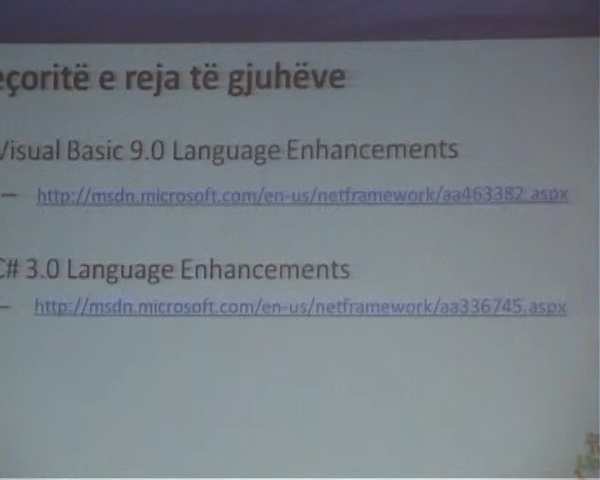 eçoritë e reja të gjuhëve
Visual Basic 9.0 Language Enhancements
– http://msdn.microsoft.com/en-us/netframework/aa463382.aspx
C# 3.0 Language Enhancements
– http://msdn.microsoft.com/en-us/netframework/aa336745.aspx